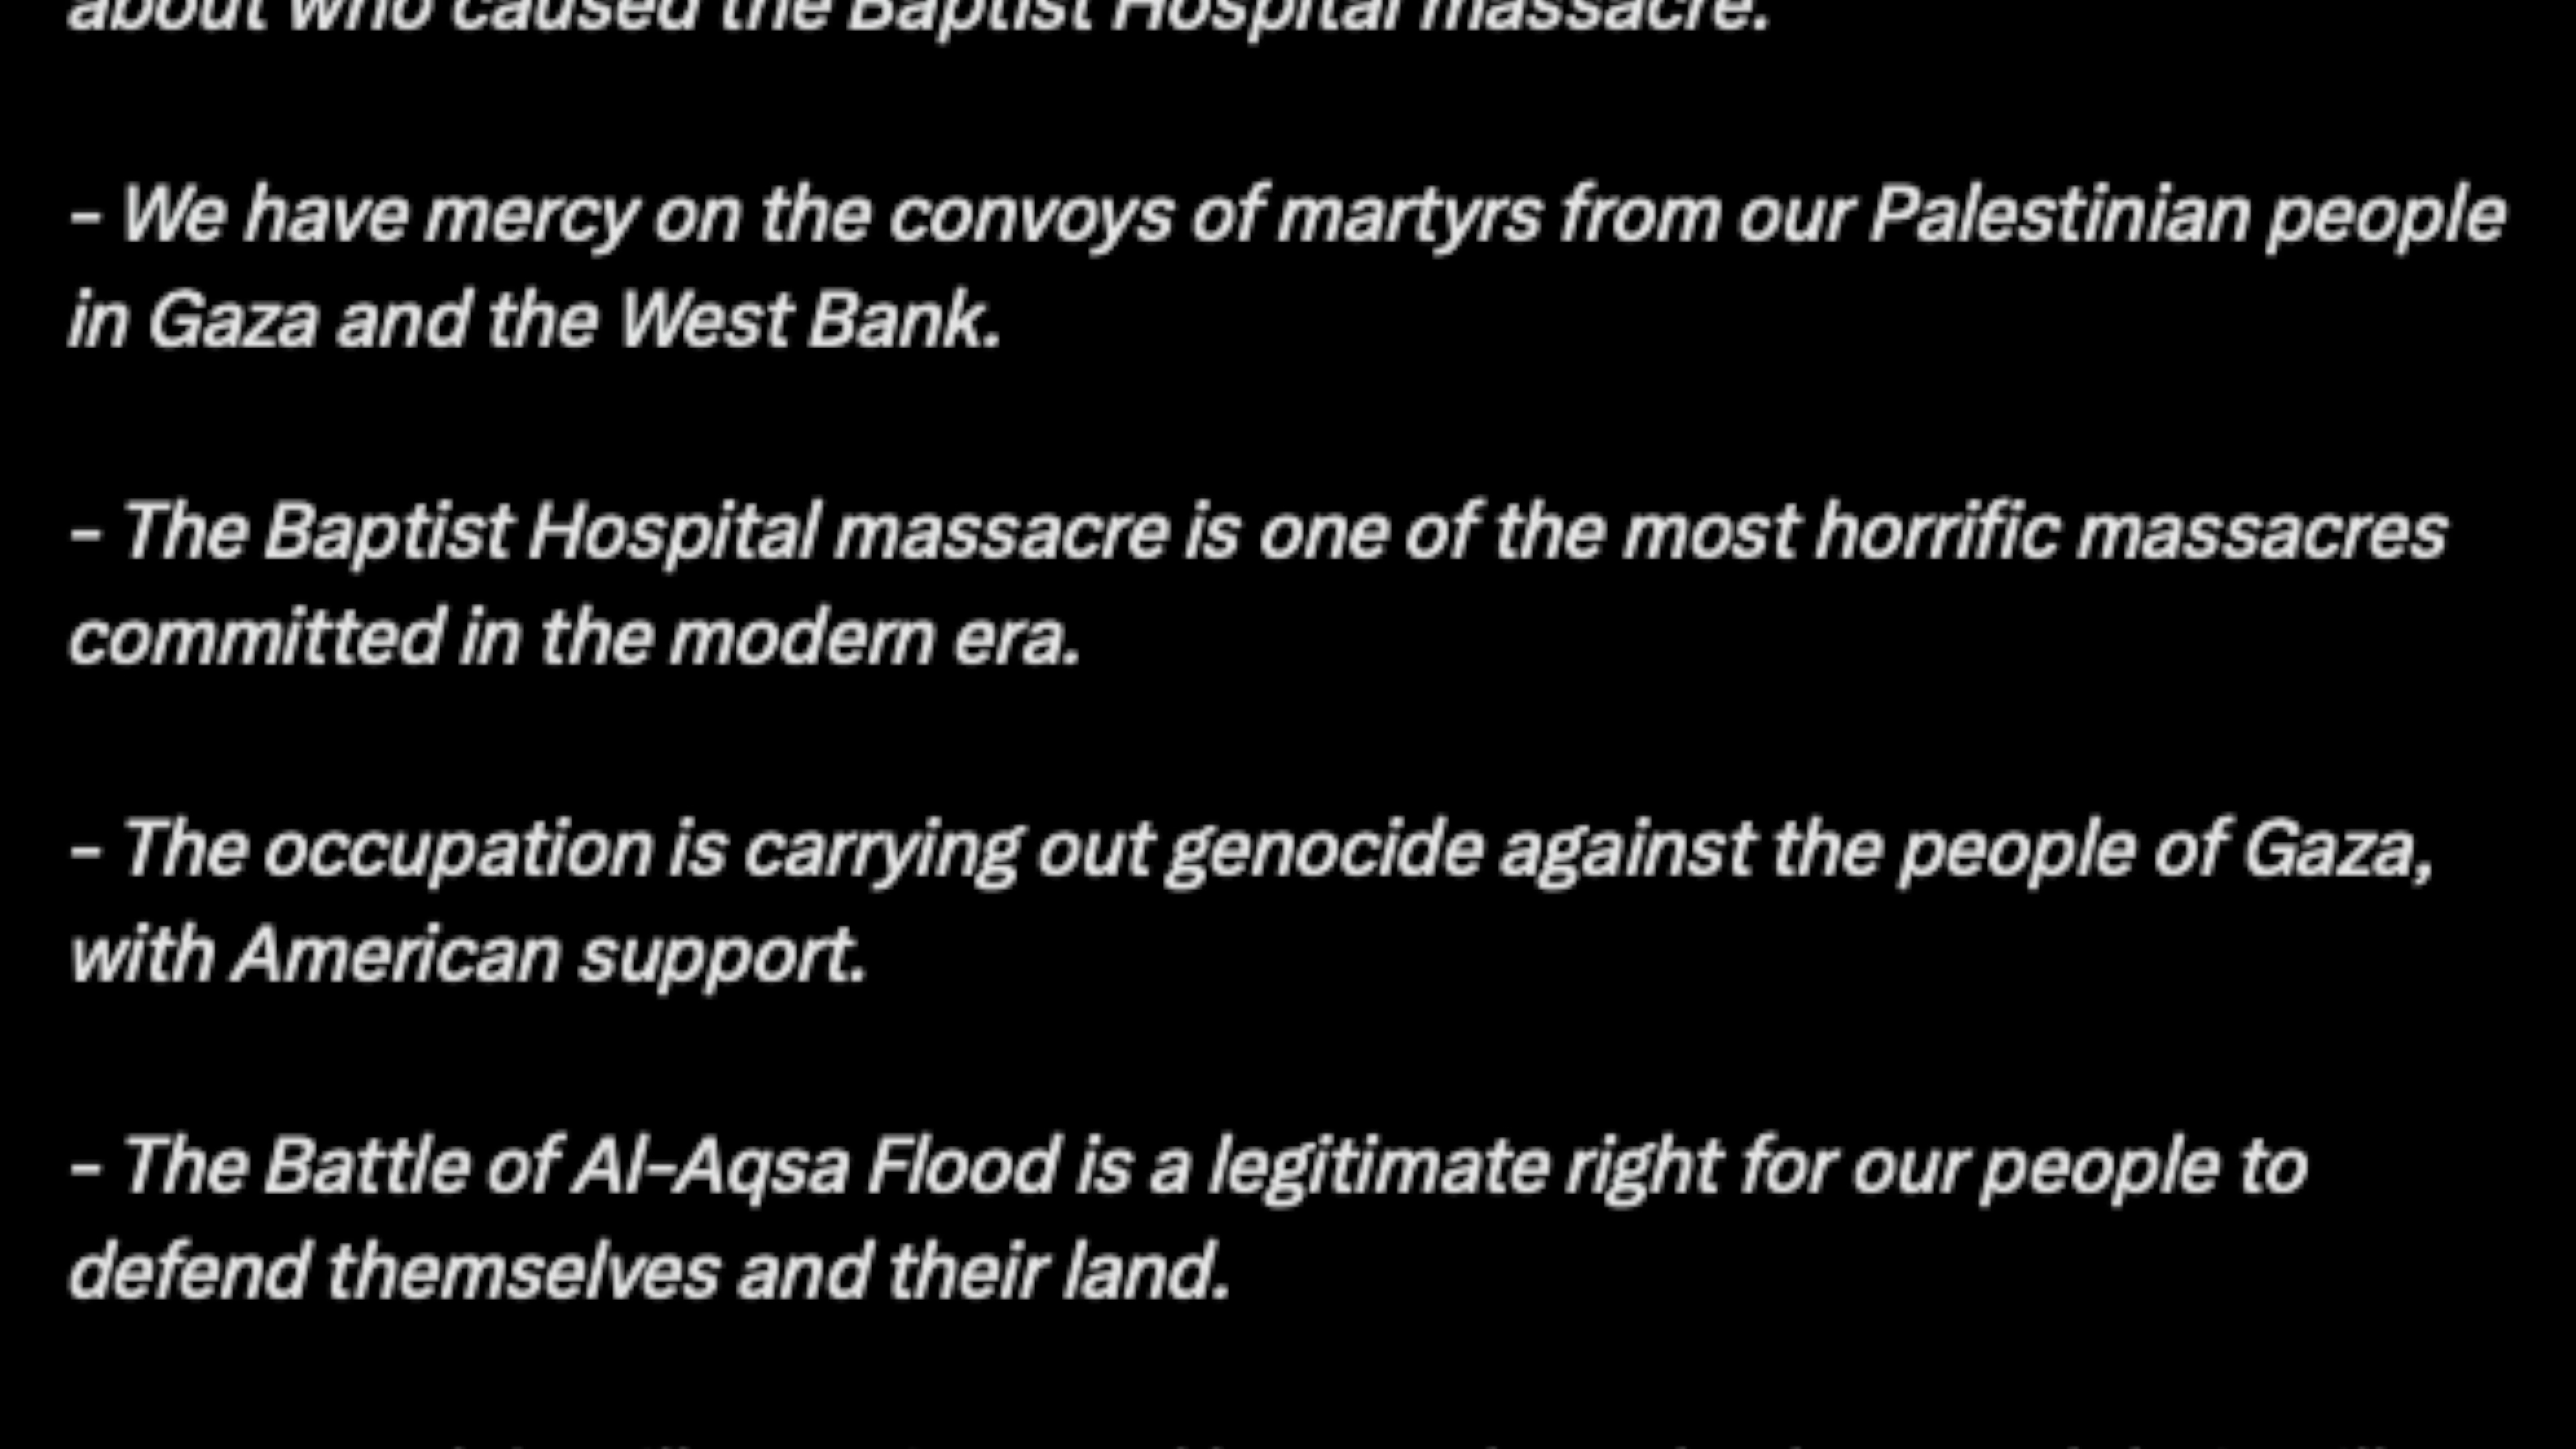 about who caused the Baptist Hospital massacre.
- We have mercy on the convoys of martyrs from our Palestinian people
in Gaza and the West Bank.
- The Baptist Hospital massacre is one of the most horrific massacres
committed in the modern era.
- The occupation is carrying out genocide against the people of Gaza,
with American support.
- The Battle of Al-Aqsa Flood is a legitimate right for our people to
defend themselves and their land.